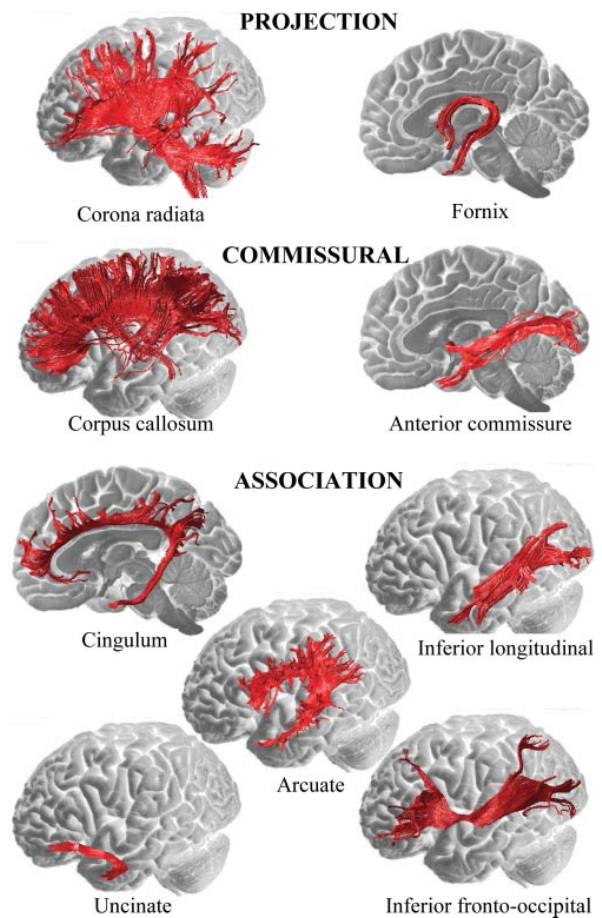 PROJECTION
Corona radiata
Fornix
COMMISSURAL
Corpus callosum
Anterior commissure
ASSOCIATION
Cingulum
Inferior longitudinal
Arcuate
Uncinate
Inferior fronto-occipital